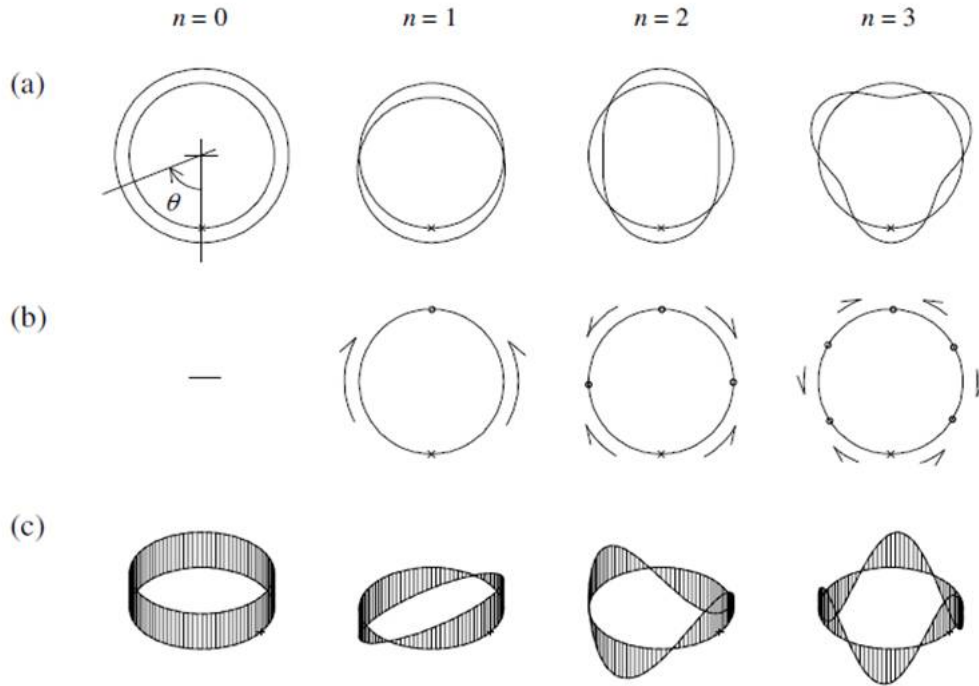 n = 0 n = 1 n = 2 n = 3
(a)
θ
(b)
(c)